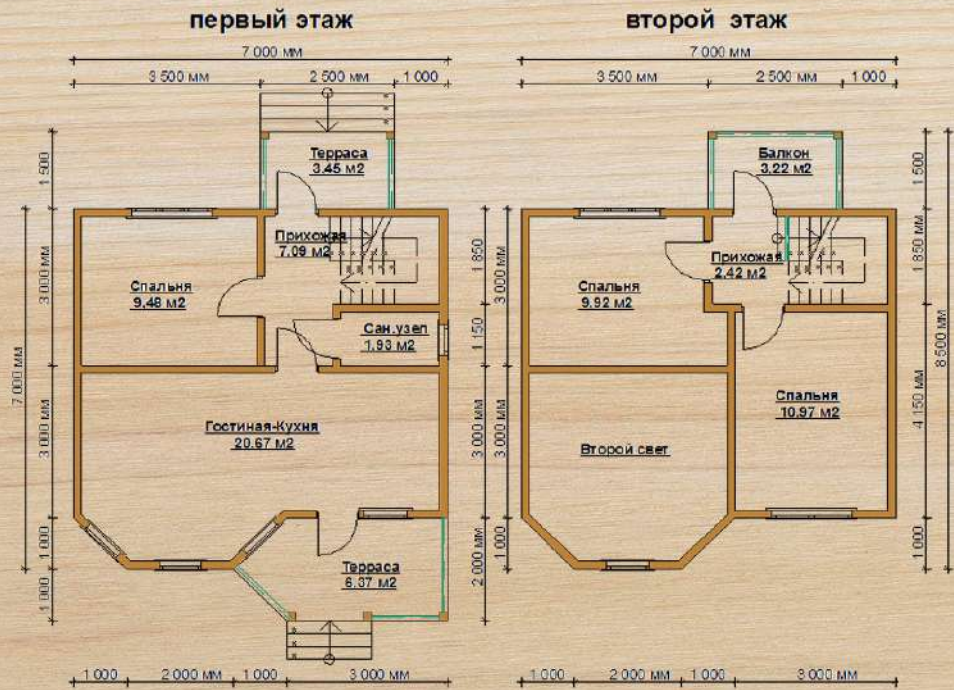 первый этаж
второй этаж
7 000 мм
7 000 мм
3 500 мм
2 500 мм
1 000
3 500 мм
2 500 мм
1 000
1 500
Терраса
3.45 м2
Балкон
3,22 м2
1 500
8 500 мм
7 000 мм
3 000 мм
Спальня
9,48 м2
Прихожая
7.09 м2
1 850
3 000 мм
Спальня
9.92 м2
Прихожая
2.42 м2
1 850 мм
Сан.узел
1.93 м2
1 150
3 000 мм
Гостиная-Кухня
20.67 м2
3 000 мм
3 000 мм
Второй свет
Спальня
10.97 м2
4 150 мм
1 000
1 000
Терраса
6.37 м2
2 000 мм
1 000
1 000
1 000
2 000 мм
1 000
3 000 мм
1 000
2 000 мм
1 000
3 000 мм